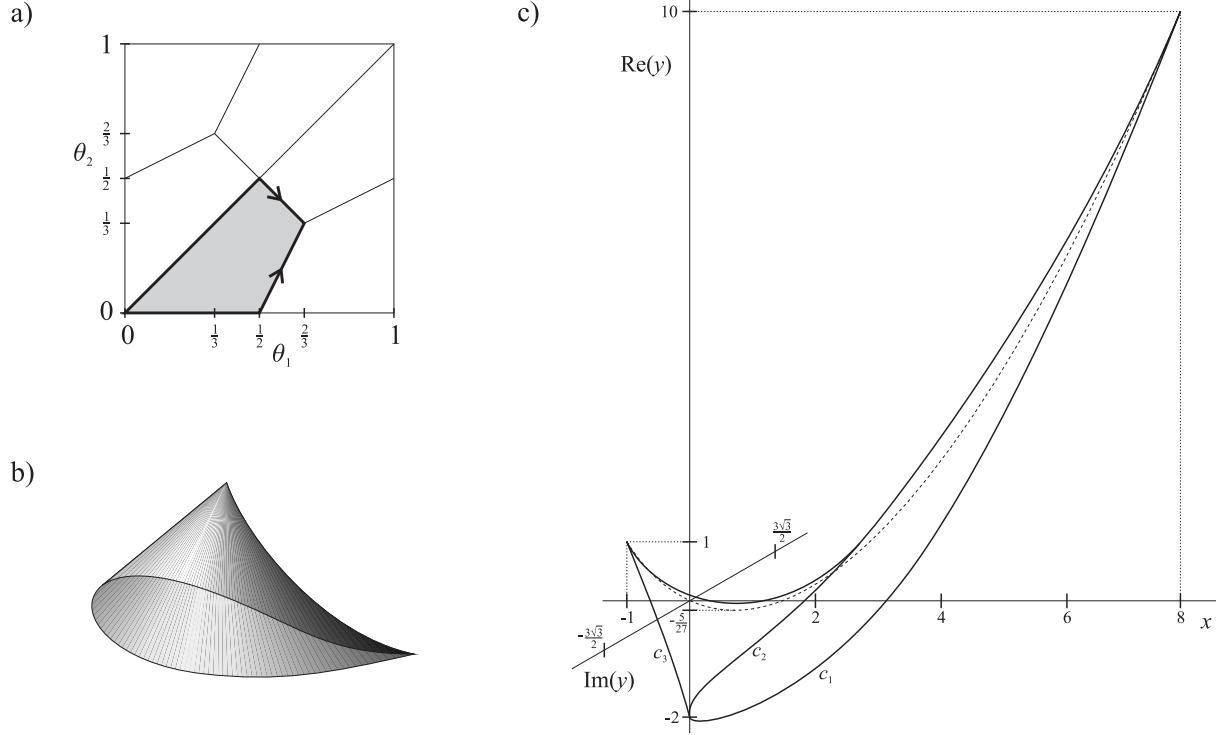 a)
1
2/3
θ₂
1/2
1/3
0
0
1/3
1/2
2/3
1
θ₁
b)
c)
10
Re(y)
1
3√3/2
-1
-5/27
2
4
6
8
x
-3√3/2
Im(y)
c₃
c₂
c₁
-2